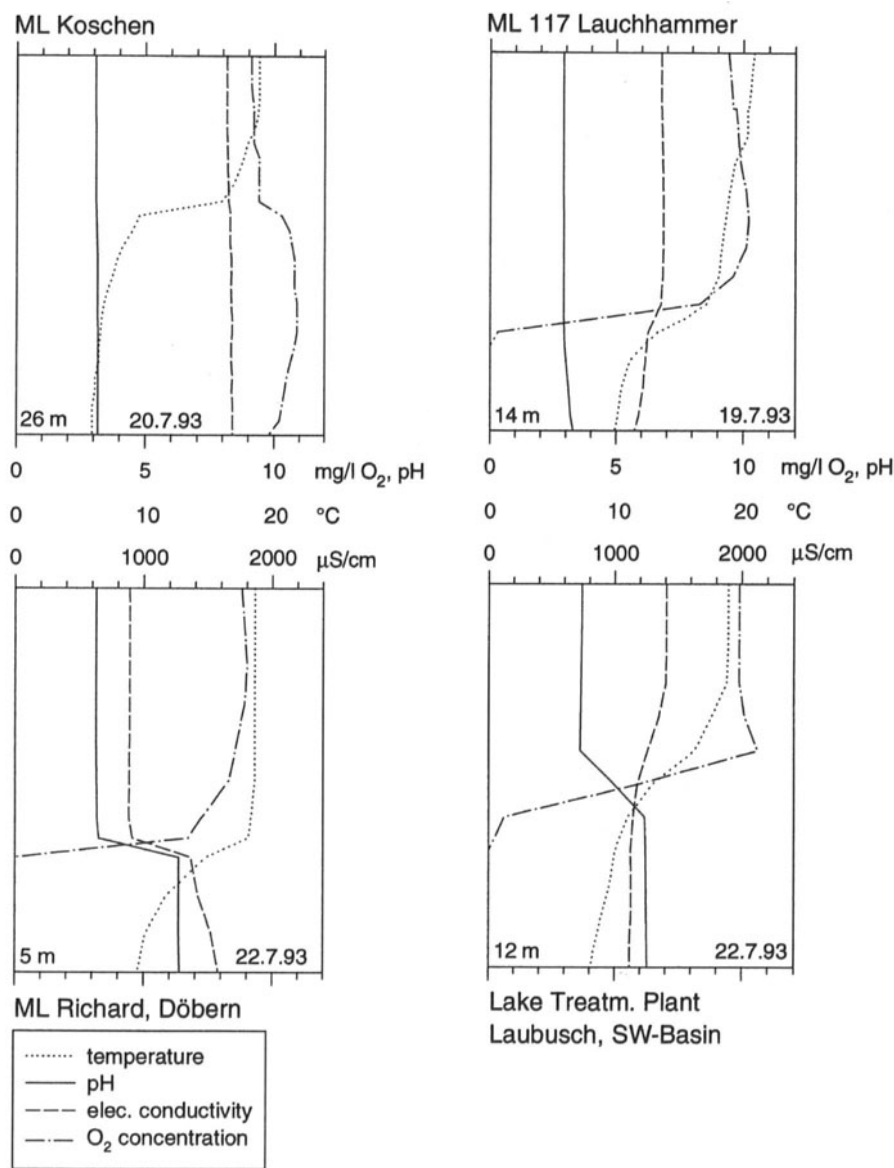 ML Koschen
ML 117 Lauchhammer
26 m 20.7.93
14 m 19.7.93
0 5 10 mg/l O₂, pH
0 5 10 mg/l O₂, pH
0 10 20 °C
0 10 20 °C
0 1000 2000 µS/cm
0 1000 2000 µS/cm
5 m 22.7.93
12 m 22.7.93
ML Richard, Döbern
Lake Treatm. Plant
Laubusch, SW-Basin
temperature
pH
elec. conductivity
O₂ concentration